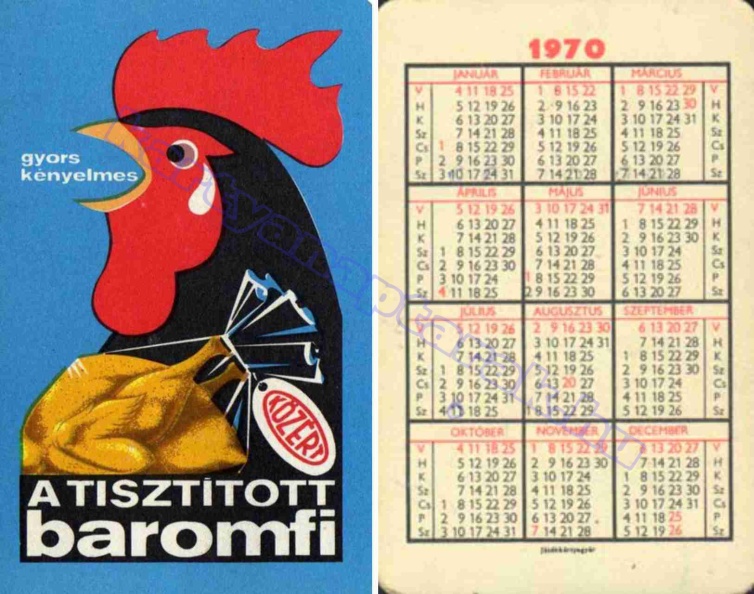 gyors
kényelmes
KÖZÉRT
A TISZTÍTOTT
baromfi
1970
JANUÁR FEBRUÁR MÁRCIUS
V 4 11 18 25 1 8 15 22 1 8 15 22 29 V
H 5 12 19 26 2 9 16 23 2 9 16 23 30 H
K 6 13 20 27 3 10 17 24 3 10 17 24 31 K
Sz 7 14 21 28 4 11 18 25 4 11 18 25 Sz
Cs 1 8 15 22 29 5 12 19 26 5 12 19 26 Cs
P 2 9 16 23 30 6 13 20 27 6 13 20 27 P
Sz 3 10 17 24 31 7 14 21 28 7 14 21 28 Sz
ÁPRILIS MÁJUS JÚNIUS
V 5 12 19 26 3 10 17 24 31 7 14 21 28 V
H 6 13 20 27 4 11 18 25 1 8 15 22 29 H
K 7 14 21 28 5 12 19 26 2 9 16 23 30 K
Sz 1 8 15 22 29 6 13 20 27 3 10 17 24 Sz
Cs 2 9 16 23 30 7 14 21 28 4 11 18 25 Cs
P 3 10 17 24 1 8 15 22 29 5 12 19 26 P
Sz 4 11 18 25 2 9 16 23 30 6 13 20 27 Sz
JÚLIUS AUGUSZTUS SZEPTEMBER
V 5 12 19 26 2 9 16 23 30 6 13 20 27 V
H 6 13 20 27 3 10 17 24 31 7 14 21 28 H
K 7 14 21 28 4 11 18 25 1 8 15 22 29 K
Sz 1 8 15 22 29 5 12 19 26 2 9 16 23 30 Sz
Cs 2 9 16 23 30 6 13 20 27 3 10 17 24 Cs
P 3 10 17 24 31 7 14 21 28 4 11 18 25 P
Sz 4 11 18 25 1 8 15 22 29 5 12 19 26 Sz
OKTÓBER NOVEMBER DECEMBER
V 4 11 18 25 1 8 15 22 29 6 13 20 27 V
H 5 12 19 26 2 9 16 23 30 7 14 21 28 H
K 6 13 20 27 3 10 17 24 1 8 15 22 29 K
Sz 7 14 21 28 4 11 18 25 2 9 16 23 30 Sz
Cs 1 8 15 22 29 5 12 19 26 3 10 17 24 31 Cs
P 2 9 16 23 30 6 13 20 27 4 11 18 25 P
Sz 3 10 17 24 31 7 14 21 28 5 12 19 26 Sz
Játékkártyagyár